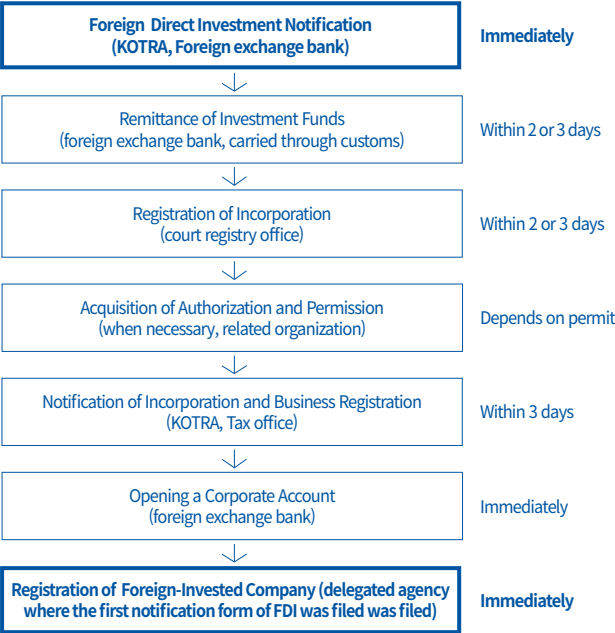 Foreign Direct Investment Notification
(KOTRA, Foreign exchange bank)
Immediately
Remittance of Investment Funds
(foreign exchange bank, carried through customs)
Within 2 or 3 days
Registration of Incorporation
(court registry office)
Within 2 or 3 days
Acquisition of Authorization and Permission
(when necessary, related organization)
Depends on permit
Notification of Incorporation and Business Registration
(KOTRA, Tax office)
Within 3 days
Opening a Corporate Account
(foreign exchange bank)
Immediately
Registration of Foreign-Invested Company (delegated agency
where the first notification form of FDI was filed was filed)
Immediately